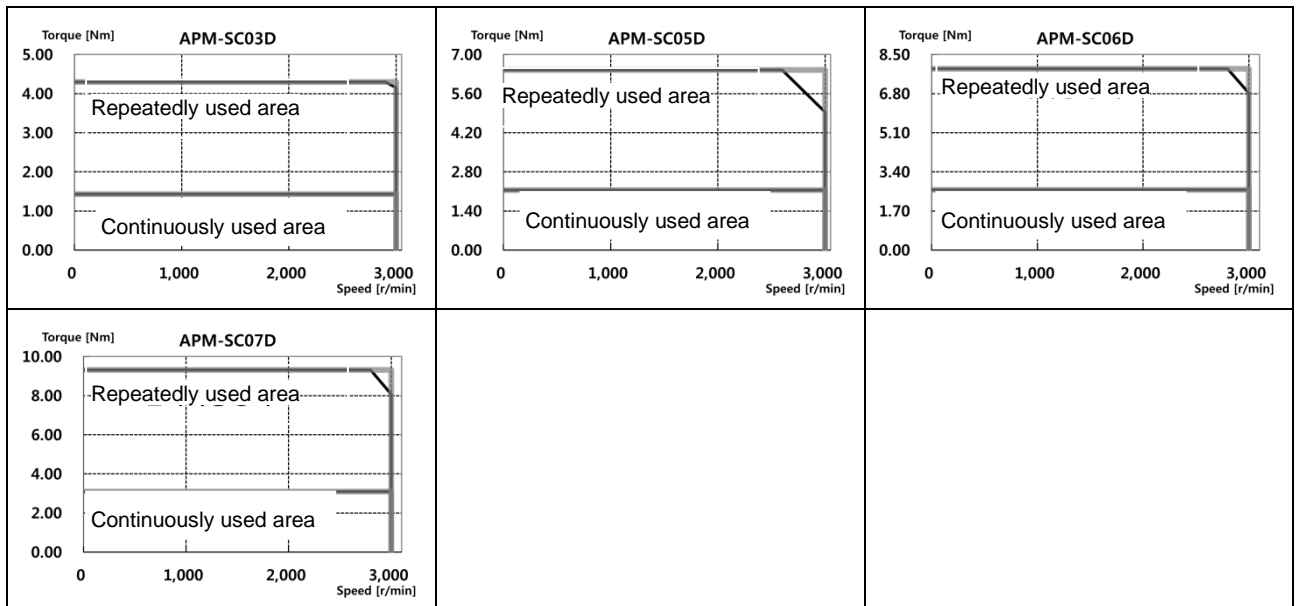 Torque [Nm] APM-SC03D
5.00
4.00
3.00
2.00
1.00
0.00
Repeatedly used area
Continuously used area
0 1,000 2,000 3,000
Speed [r/min]
Torque [Nm] APM-SC05D
7.00
5.60
4.20
2.80
1.40
0.00
Repeatedly used area
Continuously used area
0 1,000 2,000 3,000
Speed [r/min]
Torque [Nm] APM-SC06D
8.50
6.80
5.10
3.40
1.70
0.00
Repeatedly used area
Continuously used area
0 1,000 2,000 3,000
Speed [r/min]
Torque [Nm] APM-SC07D
10.00
8.00
6.00
4.00
2.00
0.00
Repeatedly used area
Continuously used area
0 1,000 2,000 3,000
Speed [r/min]